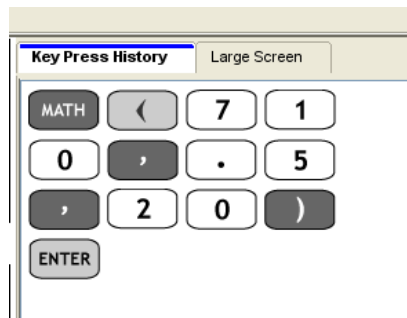 Key Press History Large Screen
MATH ◀ 7 1
0 , . 5
, 2 0 )
ENTER